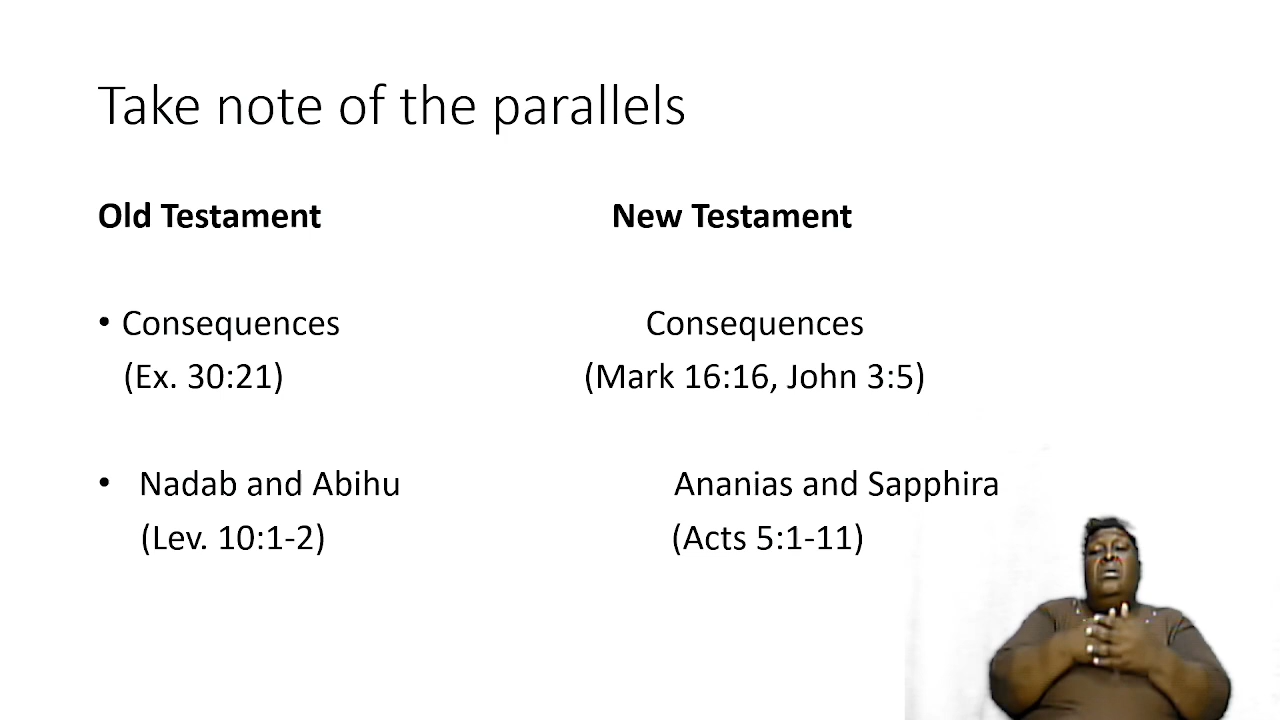 Take note of the parallels
Old Testament New Testament
• Consequences Consequences
(Ex. 30:21) (Mark 16:16, John 3:5)
• Nadab and Abihu Ananias and Sapphira
(Lev. 10:1-2) (Acts 5:1-11)